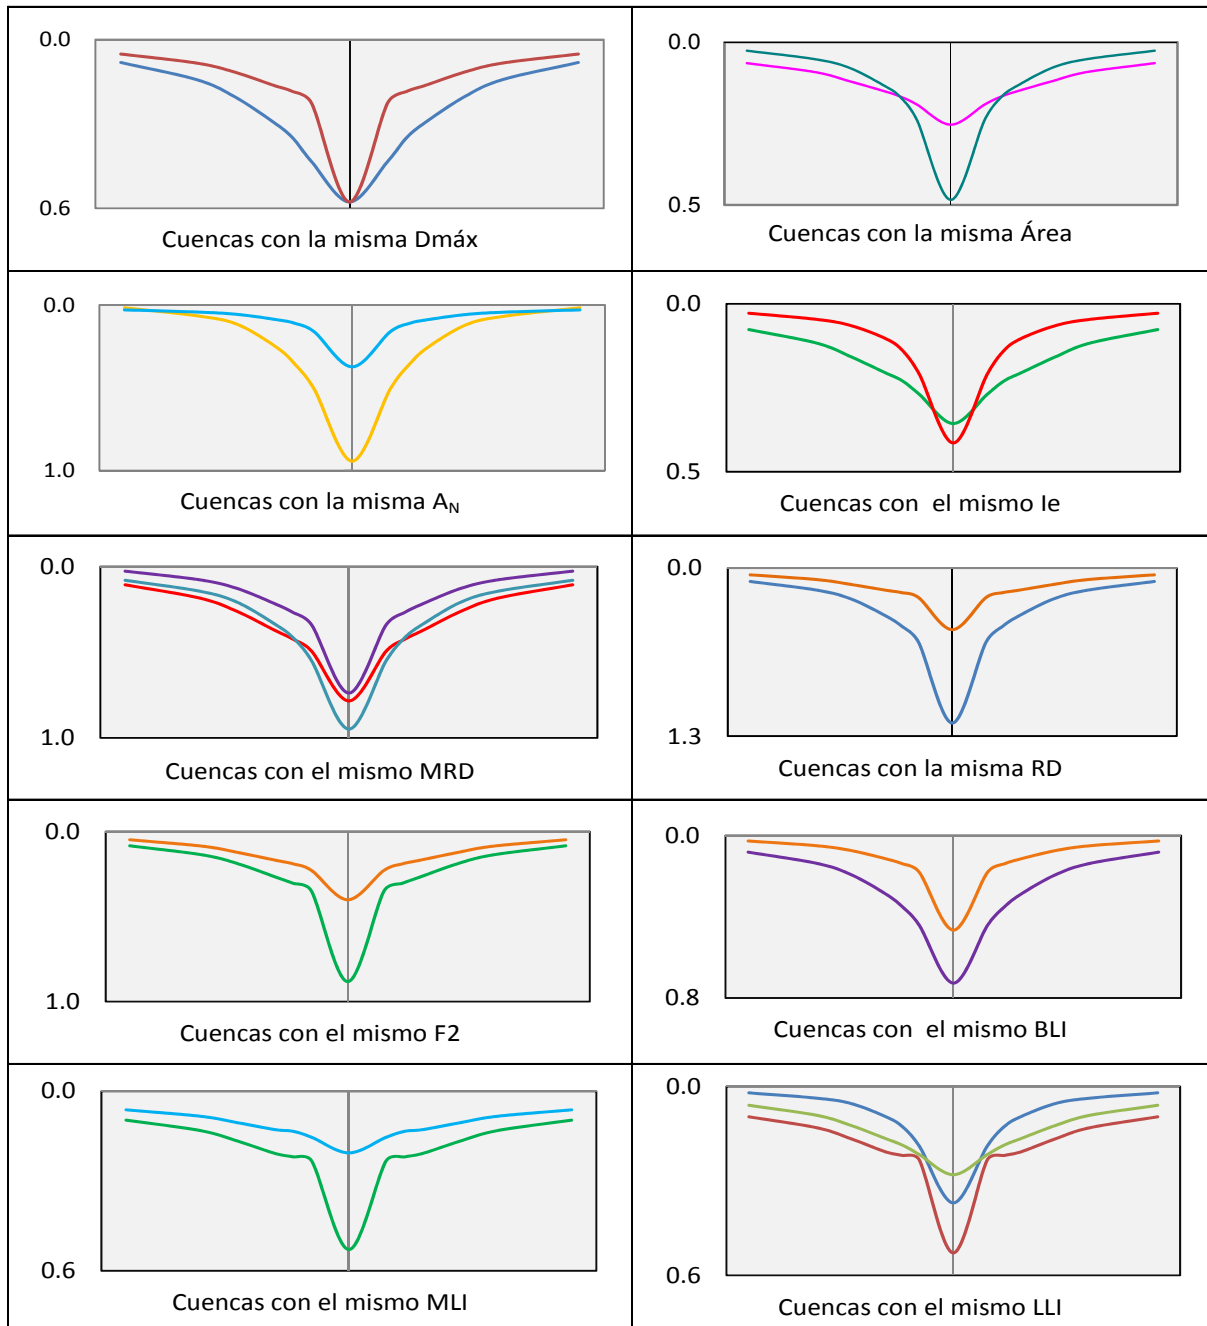 0.0
0.6
Cuencas con la misma Dmáx
0.0
0.5
Cuencas con la misma Área
0.0
1.0
Cuencas con la misma A_N
0.0
0.5
Cuencas con  el mismo Ie
0.0
1.0
Cuencas con el mismo MRD
0.0
1.3
Cuencas con la misma RD
0.0
1.0
Cuencas con el mismo F2
0.0
0.8
Cuencas con  el mismo BLI
0.0
0.6
Cuencas con el mismo MLI
0.0
0.6
Cuencas con el mismo LLI